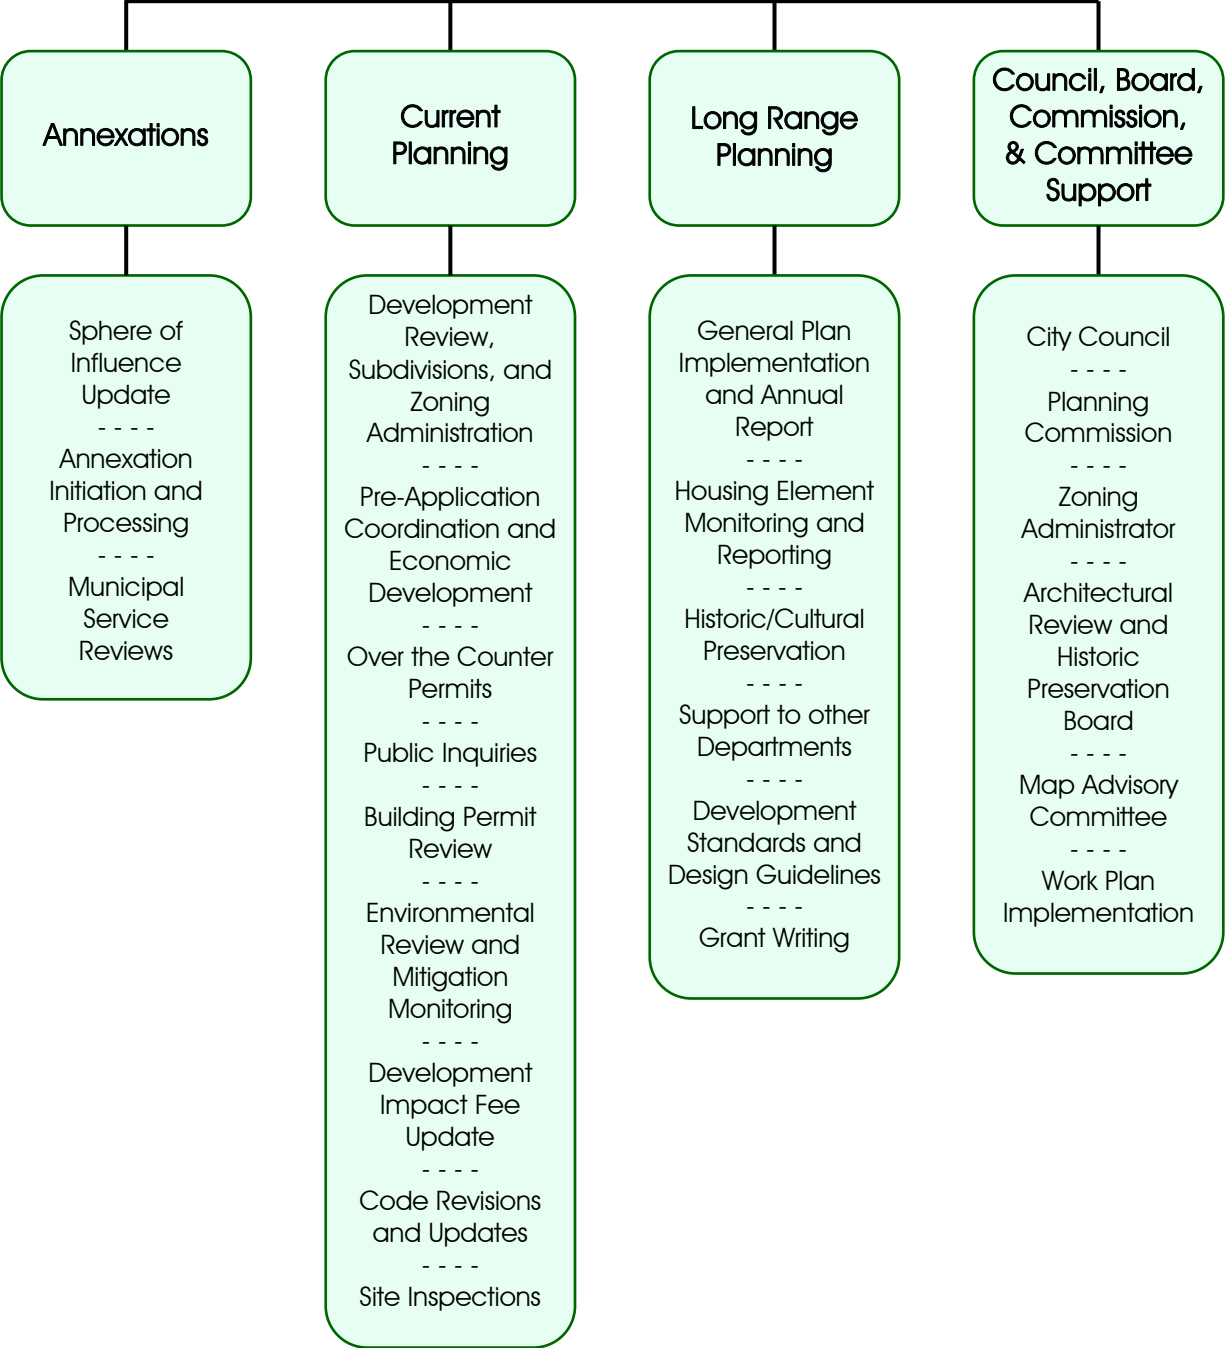 Annexations
Current
Planning
Long Range
Planning
Council, Board,
Commission,
& Committee
Support
Sphere of
Influence
Update
- - - -
Annexation
Initiation and
Processing
- - - -
Municipal
Service
Reviews
Development
Review,
Subdivisions, and
Zoning
Administration
- - - -
Pre-Application
Coordination and
Economic
Development
- - - -
Over the Counter
Permits
- - - -
Public Inquiries
- - - -
Building Permit
Review
- - - -
Environmental
Review and
Mitigation
Monitoring
- - - -
Development
Impact Fee
Update
- - - -
Code Revisions
and Updates
- - - -
Site Inspections
General Plan
Implementation
and Annual
Report
- - - -
Housing Element
Monitoring and
Reporting
- - - -
Historic/Cultural
Preservation
- - - -
Support to other
Departments
- - - -
Development
Standards and
Design Guidelines
- - - -
Grant Writing
City Council
- - - -
Planning
Commission
- - - -
Zoning
Administrator
- - - -
Architectural
Review and
Historic
Preservation
Board
- - - -
Map Advisory
Committee
- - - -
Work Plan
Implementation